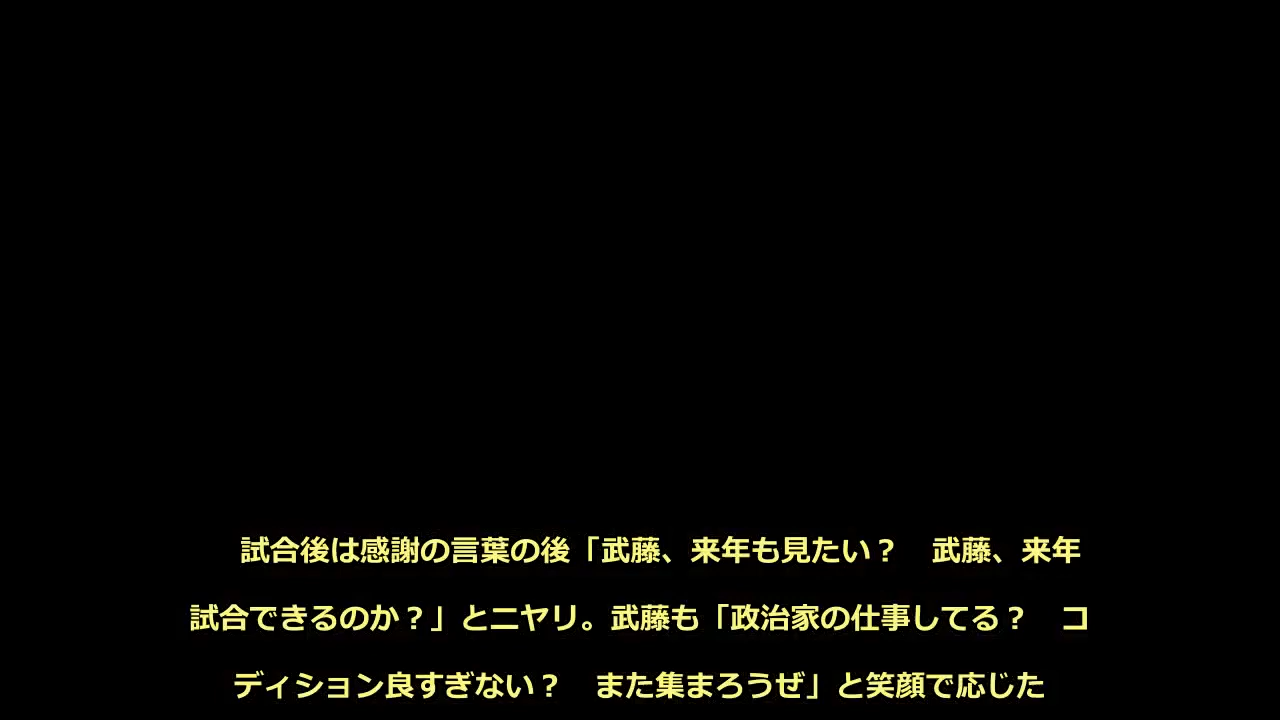 試合後は感謝の言葉の後「武藤、来年も見たい？　武藤、来年
試合できるのか？」とニヤリ。武藤も「政治家の仕事してる？　コ
ディション良すぎない？　また集まろうぜ」と笑顔で応じた